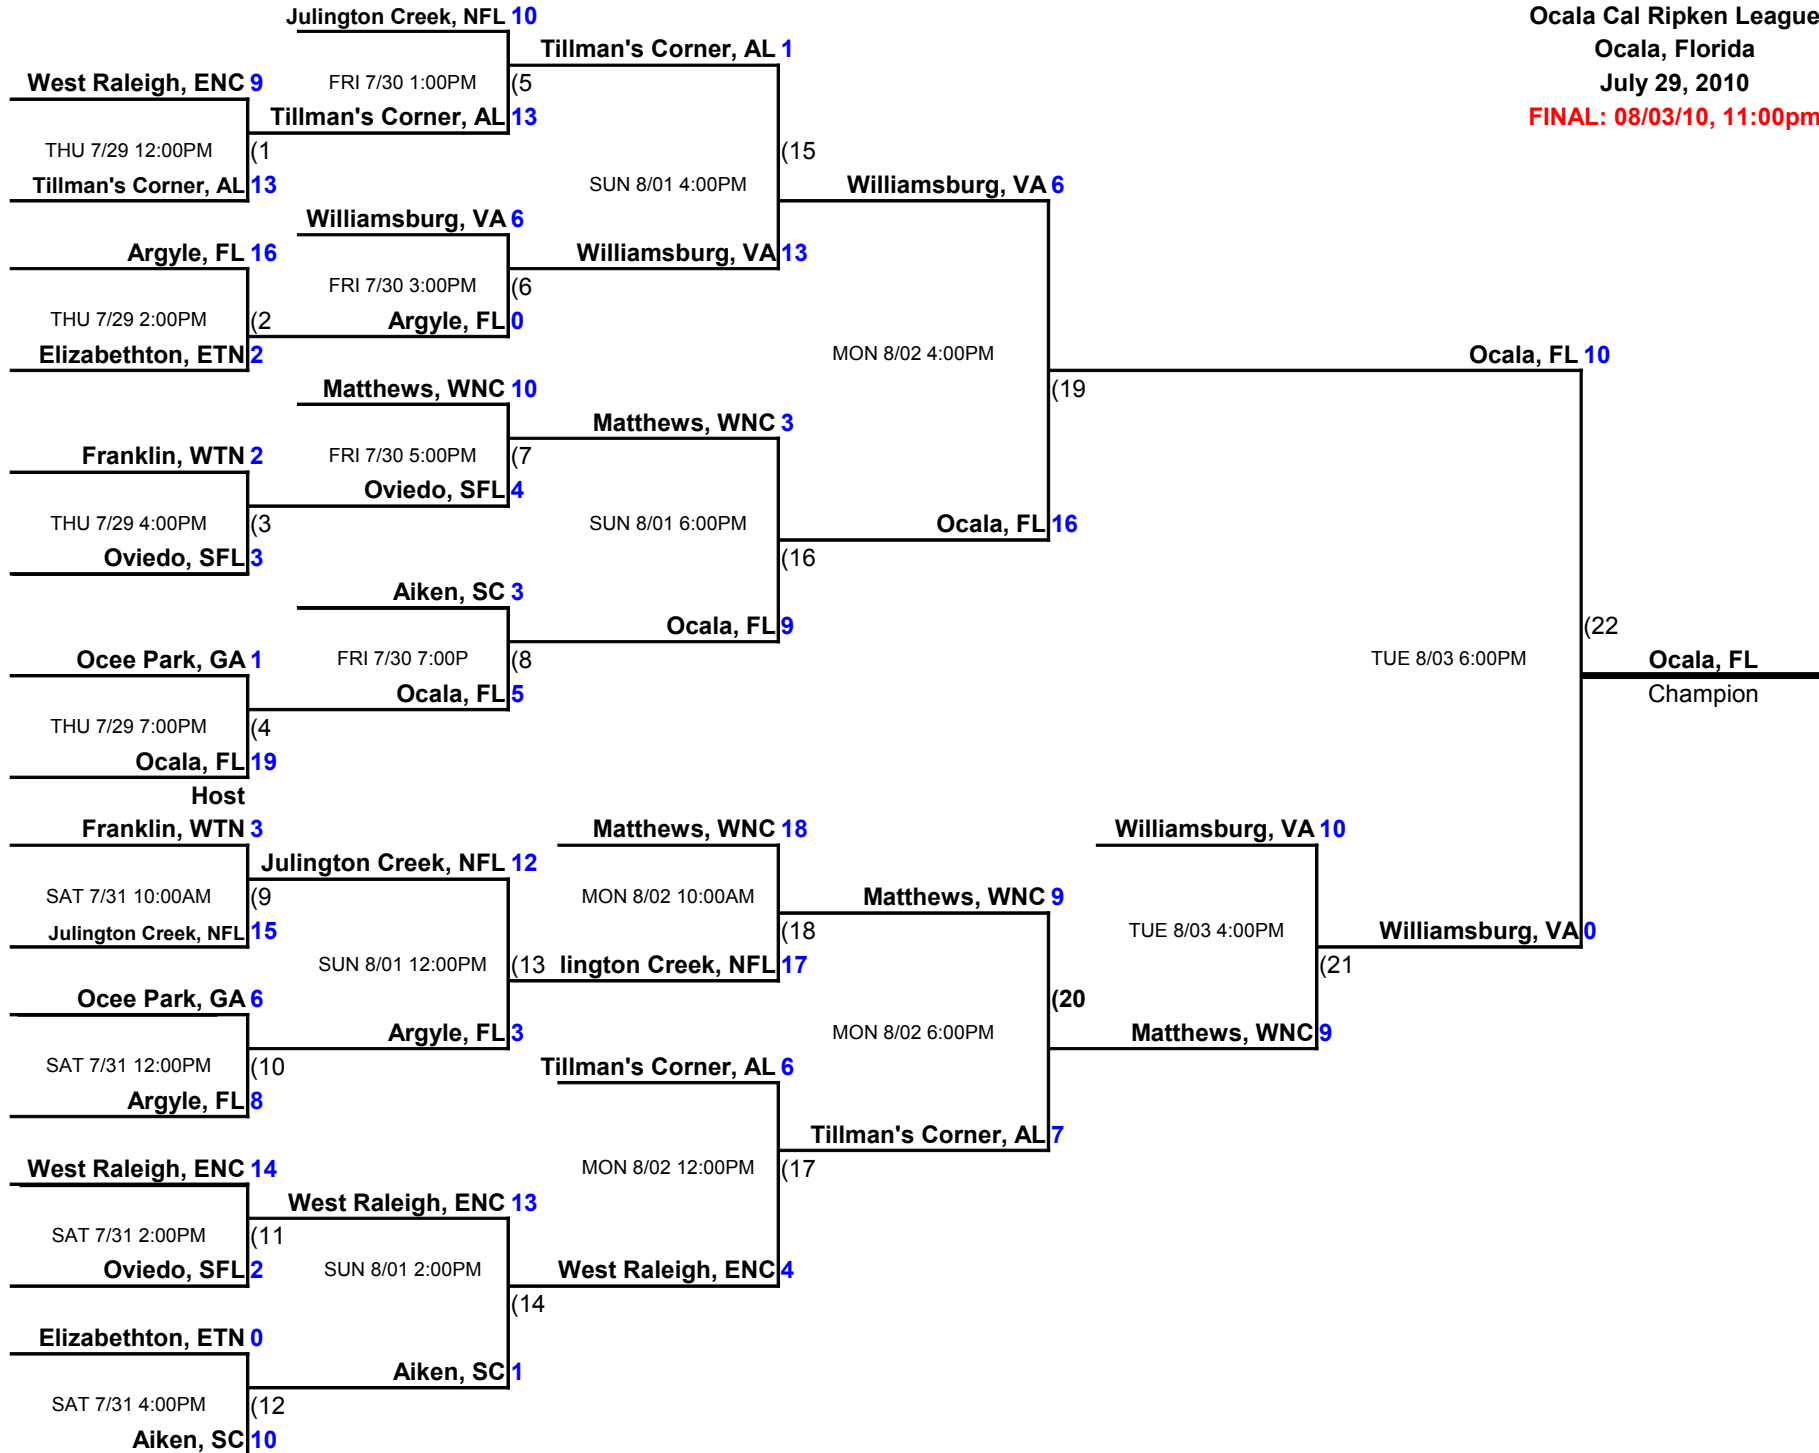 Julington Creek, NFL 10
Ocala Cal Ripken League
Tillman's Corner, AL 1
Ocala, Florida
West Raleigh, ENC 9
FRI 7/30 1:00PM (5
July 29, 2010
Tillman's Corner, AL 13
FINAL: 08/03/10, 11:00pm
THU 7/29 12:00PM (1
(15
Tillman's Corner, AL 13
SUN 8/01 4:00PM
Williamsburg, VA 6
Williamsburg, VA 6
Argyle, FL 16
Williamsburg, VA 13
FRI 7/30 3:00PM (6
THU 7/29 2:00PM (2
Argyle, FL 0
Elizabethton, ETN 2
MON 8/02 4:00PM
Ocala, FL 10
Matthews, WNC 10
(19
Matthews, WNC 3
Franklin, WTN 2
FRI 7/30 5:00PM (7
Oviedo, SFL 4
THU 7/29 4:00PM (3
SUN 8/01 6:00PM
Ocala, FL 16
Oviedo, SFL 3
(16
Aiken, SC 3
Ocala, FL 9
(22
Ocee Park, GA 1
FRI 7/30 7:00P (8
TUE 8/03 6:00PM
Ocala, FL
Ocala, FL 5
Champion
THU 7/29 7:00PM (4
Ocala, FL 19
Host
Franklin, WTN 3
Matthews, WNC 18
Williamsburg, VA 10
Julington Creek, NFL 12
SAT 7/31 10:00AM (9
MON 8/02 10:00AM
Matthews, WNC 9
Julington Creek, NFL 15
(18
TUE 8/03 4:00PM
Williamsburg, VA 0
SUN 8/01 12:00PM (13
lington Creek, NFL 17
(21
Ocee Park, GA 6
(20
Argyle, FL 3
MON 8/02 6:00PM
Matthews, WNC 9
SAT 7/31 12:00PM (10
Tillman's Corner, AL 6
Argyle, FL 8
Tillman's Corner, AL 7
West Raleigh, ENC 14
MON 8/02 12:00PM (17
West Raleigh, ENC 13
SAT 7/31 2:00PM (11
Oviedo, SFL 2
SUN 8/01 2:00PM
West Raleigh, ENC 4
(14
Elizabethton, ETN 0
Aiken, SC 1
SAT 7/31 4:00PM (12
Aiken, SC 10